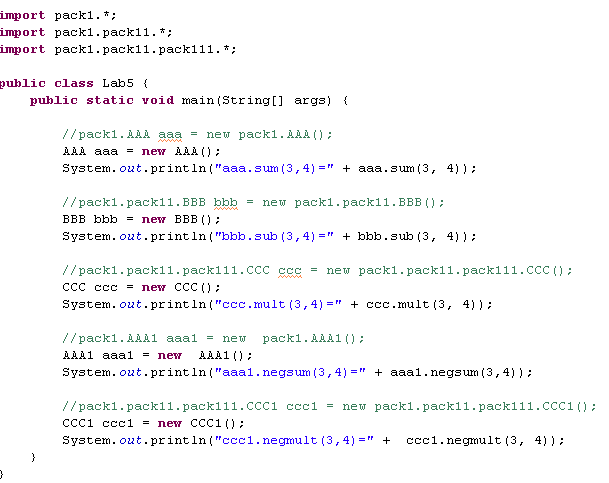 import pack1.*;
import pack1.pack11.*;
import pack1.pack11.pack111.*;
public class Lab5 {
public static void main(String[] args) {
//pack1.AAA aaa = new pack1.AAA();
AAA aaa = new AAA();
System.out.println("aaa.sum(3,4)=" + aaa.sum(3, 4));
//pack1.pack11.BBB bbb = new pack1.pack11.BBB();
BBB bbb = new BBB();
System.out.println("bbb.sub(3,4)=" + bbb.sub(3, 4));
//pack1.pack11.pack111.CCC ccc = new pack1.pack11.pack111.CCC();
CCC ccc = new CCC();
System.out.println("ccc.mult(3,4)=" + ccc.mult(3, 4));
//pack1.AAA1 aaa1 = new  pack1.AAA1();
AAA1 aaa1 = new  AAA1();
System.out.println("aaa1.negsum(3,4)=" + aaa1.negsum(3,4));
//pack1.pack11.pack111.CCC1 ccc1 = new pack1.pack11.pack111.CCC1();
CCC1 ccc1 = new CCC1();
System.out.println("ccc1.negmult(3,4)=" +  ccc1.negmult(3, 4));
}
}